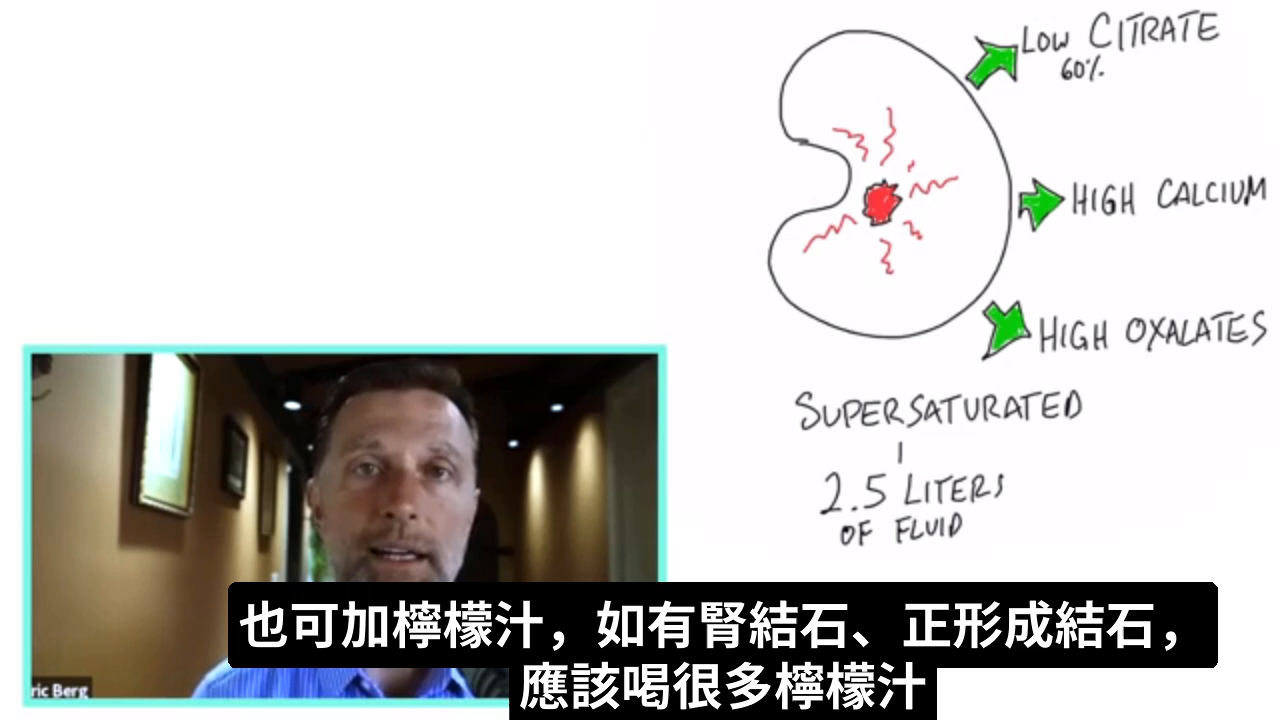 LOW CITRATE
60%
HIGH CALCIUM
HIGH OXALATES
SUPERSATURATED
2.5 LITERS
OF FLUID
ric Berg
也可加檸檬汁，如有腎結石、正形成結石，
應該喝很多檸檬汁